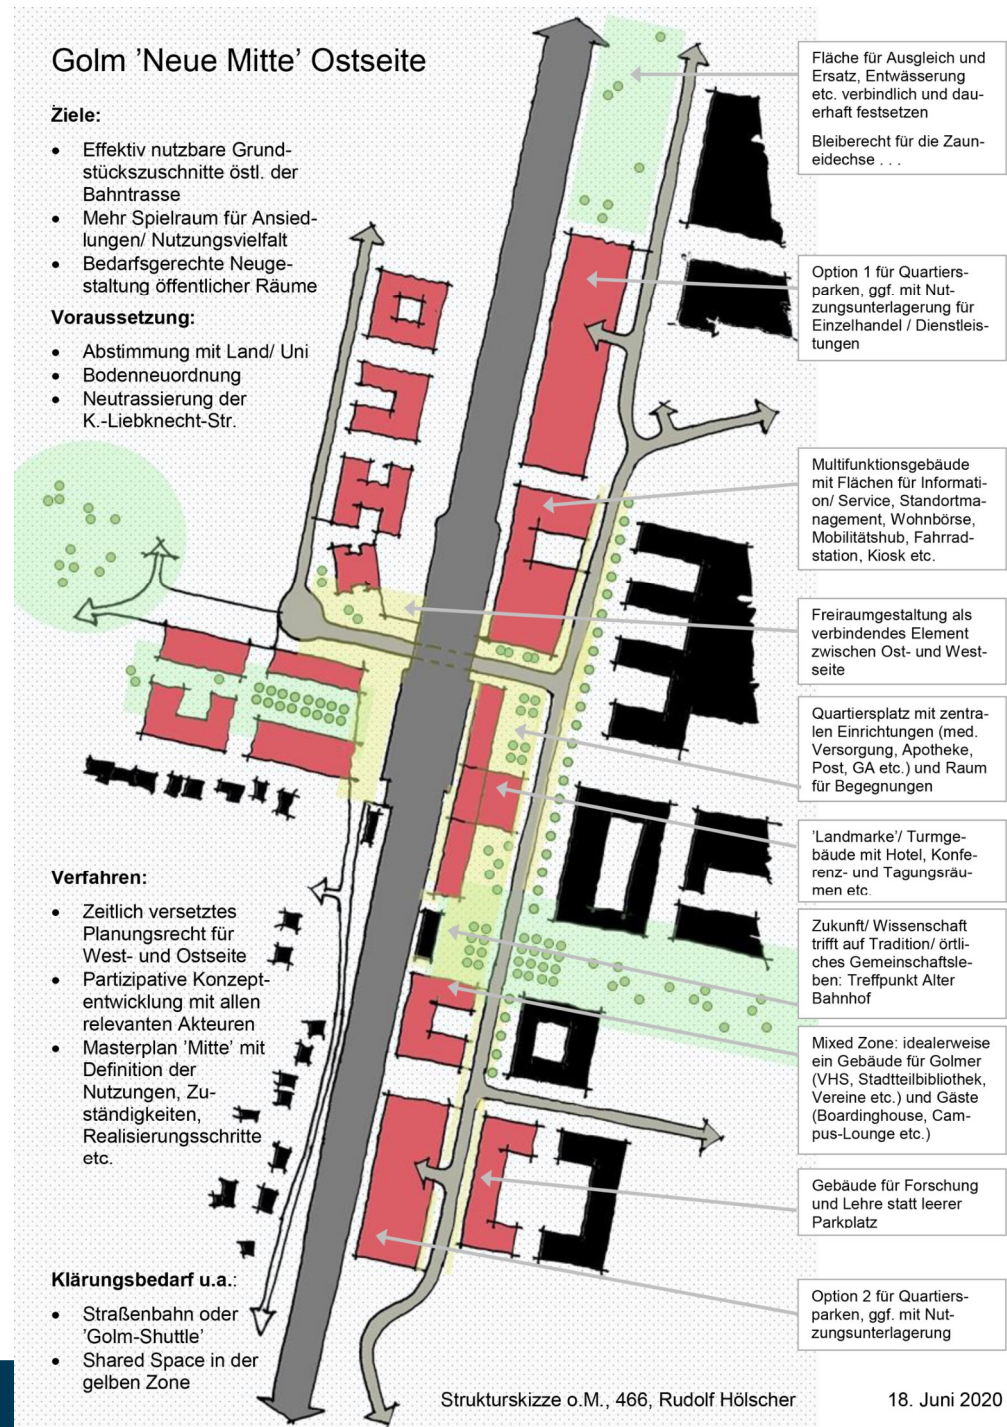 Golm 'Neue Mitte' Ostseite
Ziele:
• Effektiv nutzbare Grund-
stückszuschnitte östl. der
Bahntrasse
• Mehr Spielraum für Ansied-
lungen/ Nutzungsvielfalt
• Bedarfsgerechte Neuge-
staltung öffentlicher Räume
Voraussetzung:
• Abstimmung mit Land/ Uni
• Bodenneuordnung
• Neutrassierung der
K.-Liebknecht-Str.
Verfahren:
• Zeitlich versetztes
Planungsrecht für
West- und Ostseite
• Partizipative Konzept-
entwicklung mit allen
relevanten Akteuren
• Masterplan 'Mitte' mit
Definition der
Nutzungen, Zu-
ständigkeiten,
Realisierungsschritte
etc.
Klärungsbedarf u.a.:
• Straßenbahn oder
'Golm-Shuttle'
• Shared Space in der
gelben Zone
Fläche für Ausgleich und
Ersatz, Entwässerung
etc. verbindlich und dau-
erhaft festsetzen
Bleiberecht für die Zaun-
eidechse . . .
Option 1 für Quartiers-
parken, ggf. mit Nut-
zungsunterlagerung für
Einzelhandel / Dienstleis-
tungen
Multifunktionsgebäude
mit Flächen für Informati-
on/ Service, Standortma-
nagement, Wohnbörse,
Mobilitätshub, Fahrrad-
station, Kiosk etc.
Freiraumgestaltung als
verbindendes Element
zwischen Ost- und West-
seite
Quartiersplatz mit zentra-
len Einrichtungen (med.
Versorgung, Apotheke,
Post, GA etc.) und Raum
für Begegnungen
'Landmarke'/ Turmge-
bäude mit Hotel, Konfe-
renz- und Tagungsräu-
men etc.
Zukunft/ Wissenschaft
trifft auf Tradition/ örtli-
ches Gemeinschaftsle-
ben: Treffpunkt Alter
Bahnhof
Mixed Zone: idealerweise
ein Gebäude für Golmer
(VHS, Stadtteilbibliothek,
Vereine etc.) und Gäste
(Boardinghouse, Cam-
pus-Lounge etc.)
Gebäude für Forschung
und Lehre statt leerer
Parkplatz
Option 2 für Quartiers-
parken, ggf. mit Nut-
zungsunterlagerung
Strukturskizze o.M., 466, Rudolf Hölscher
18. Juni 2020